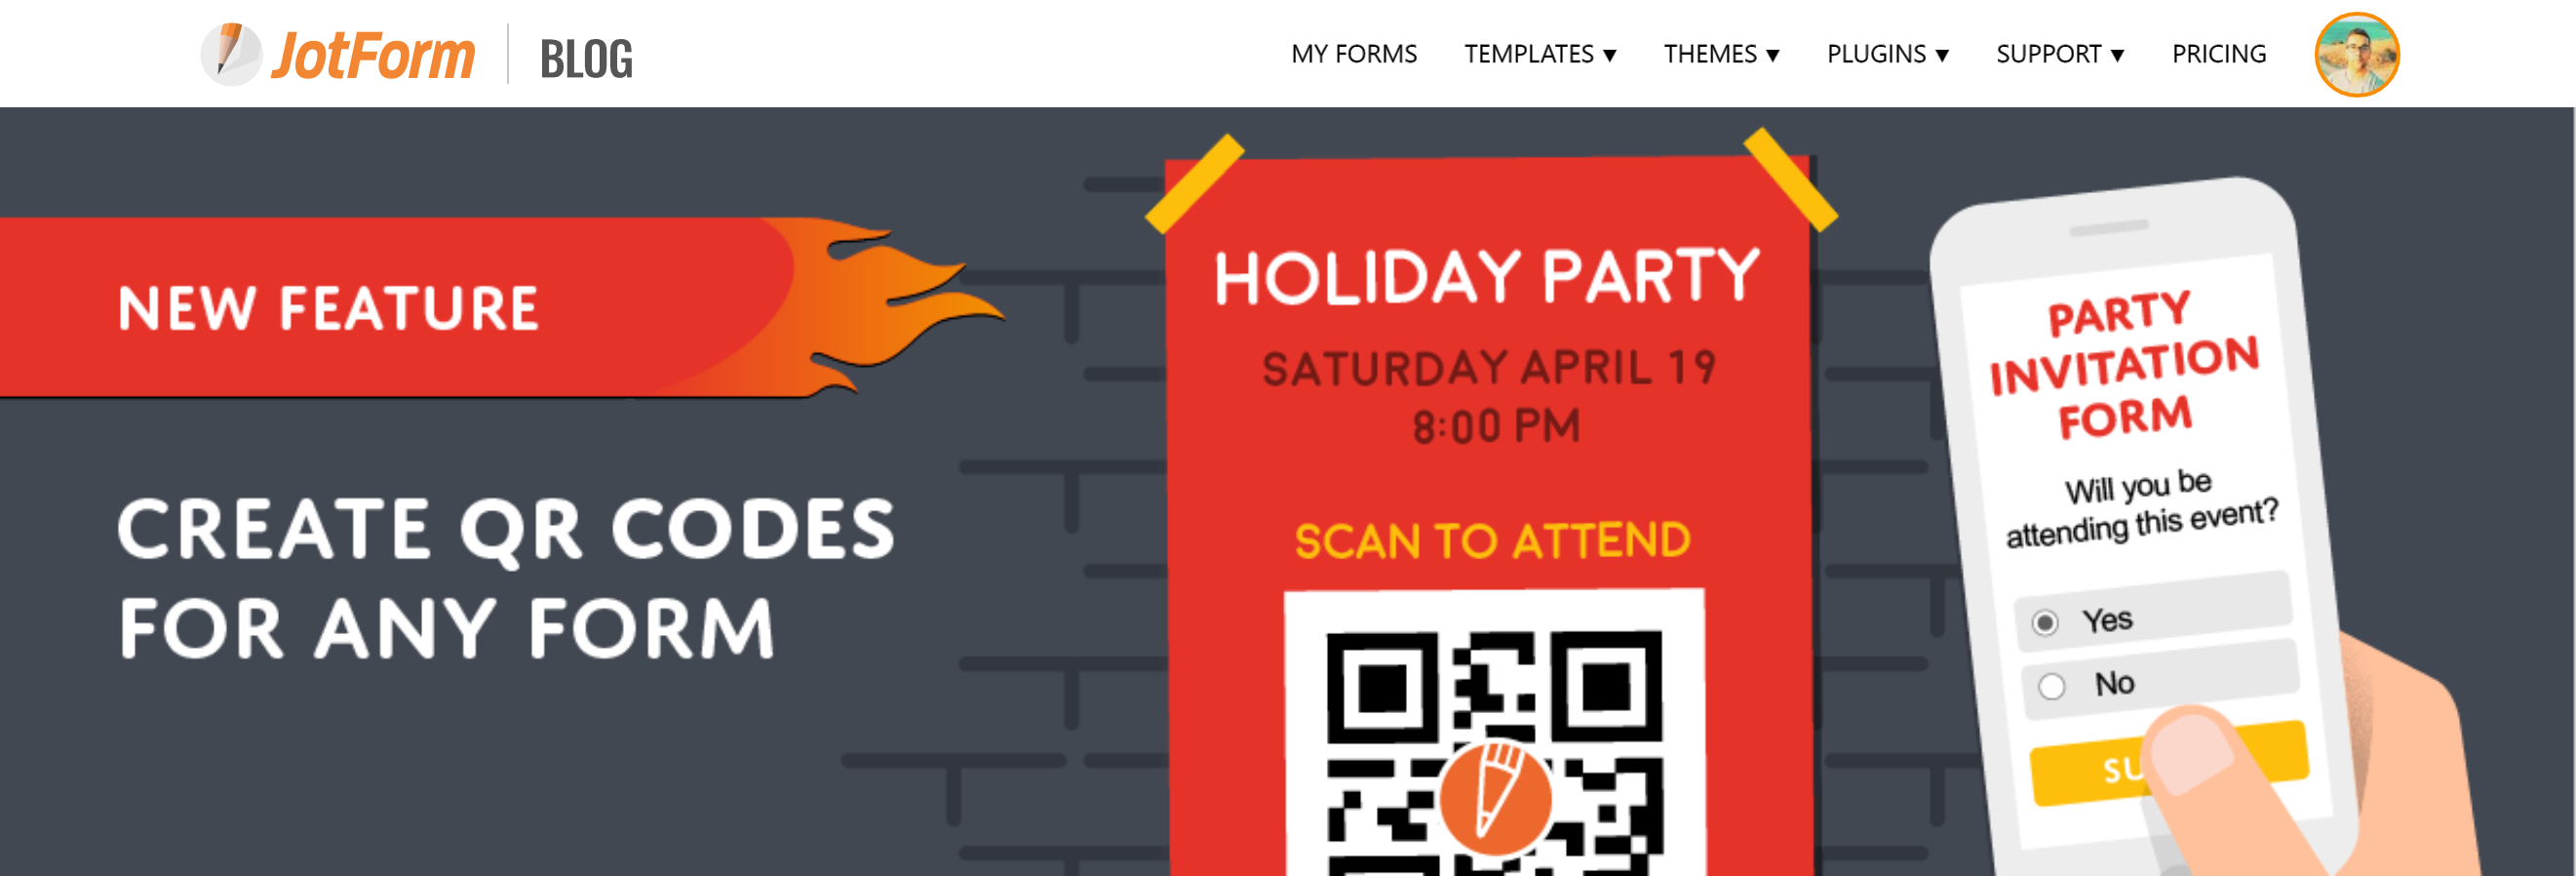 JotForm BLOG
MY FORMS TEMPLATES ▼ THEMES ▼ PLUGINS ▼ SUPPORT ▼ PRICING
NEW FEATURE
CREATE QR CODES
FOR ANY FORM
HOLIDAY PARTY
SATURDAY APRIL 19
8:00 PM
SCAN TO ATTEND
PARTY
INVITATION
FORM
Will you be
attending this event?
Yes
No
SU